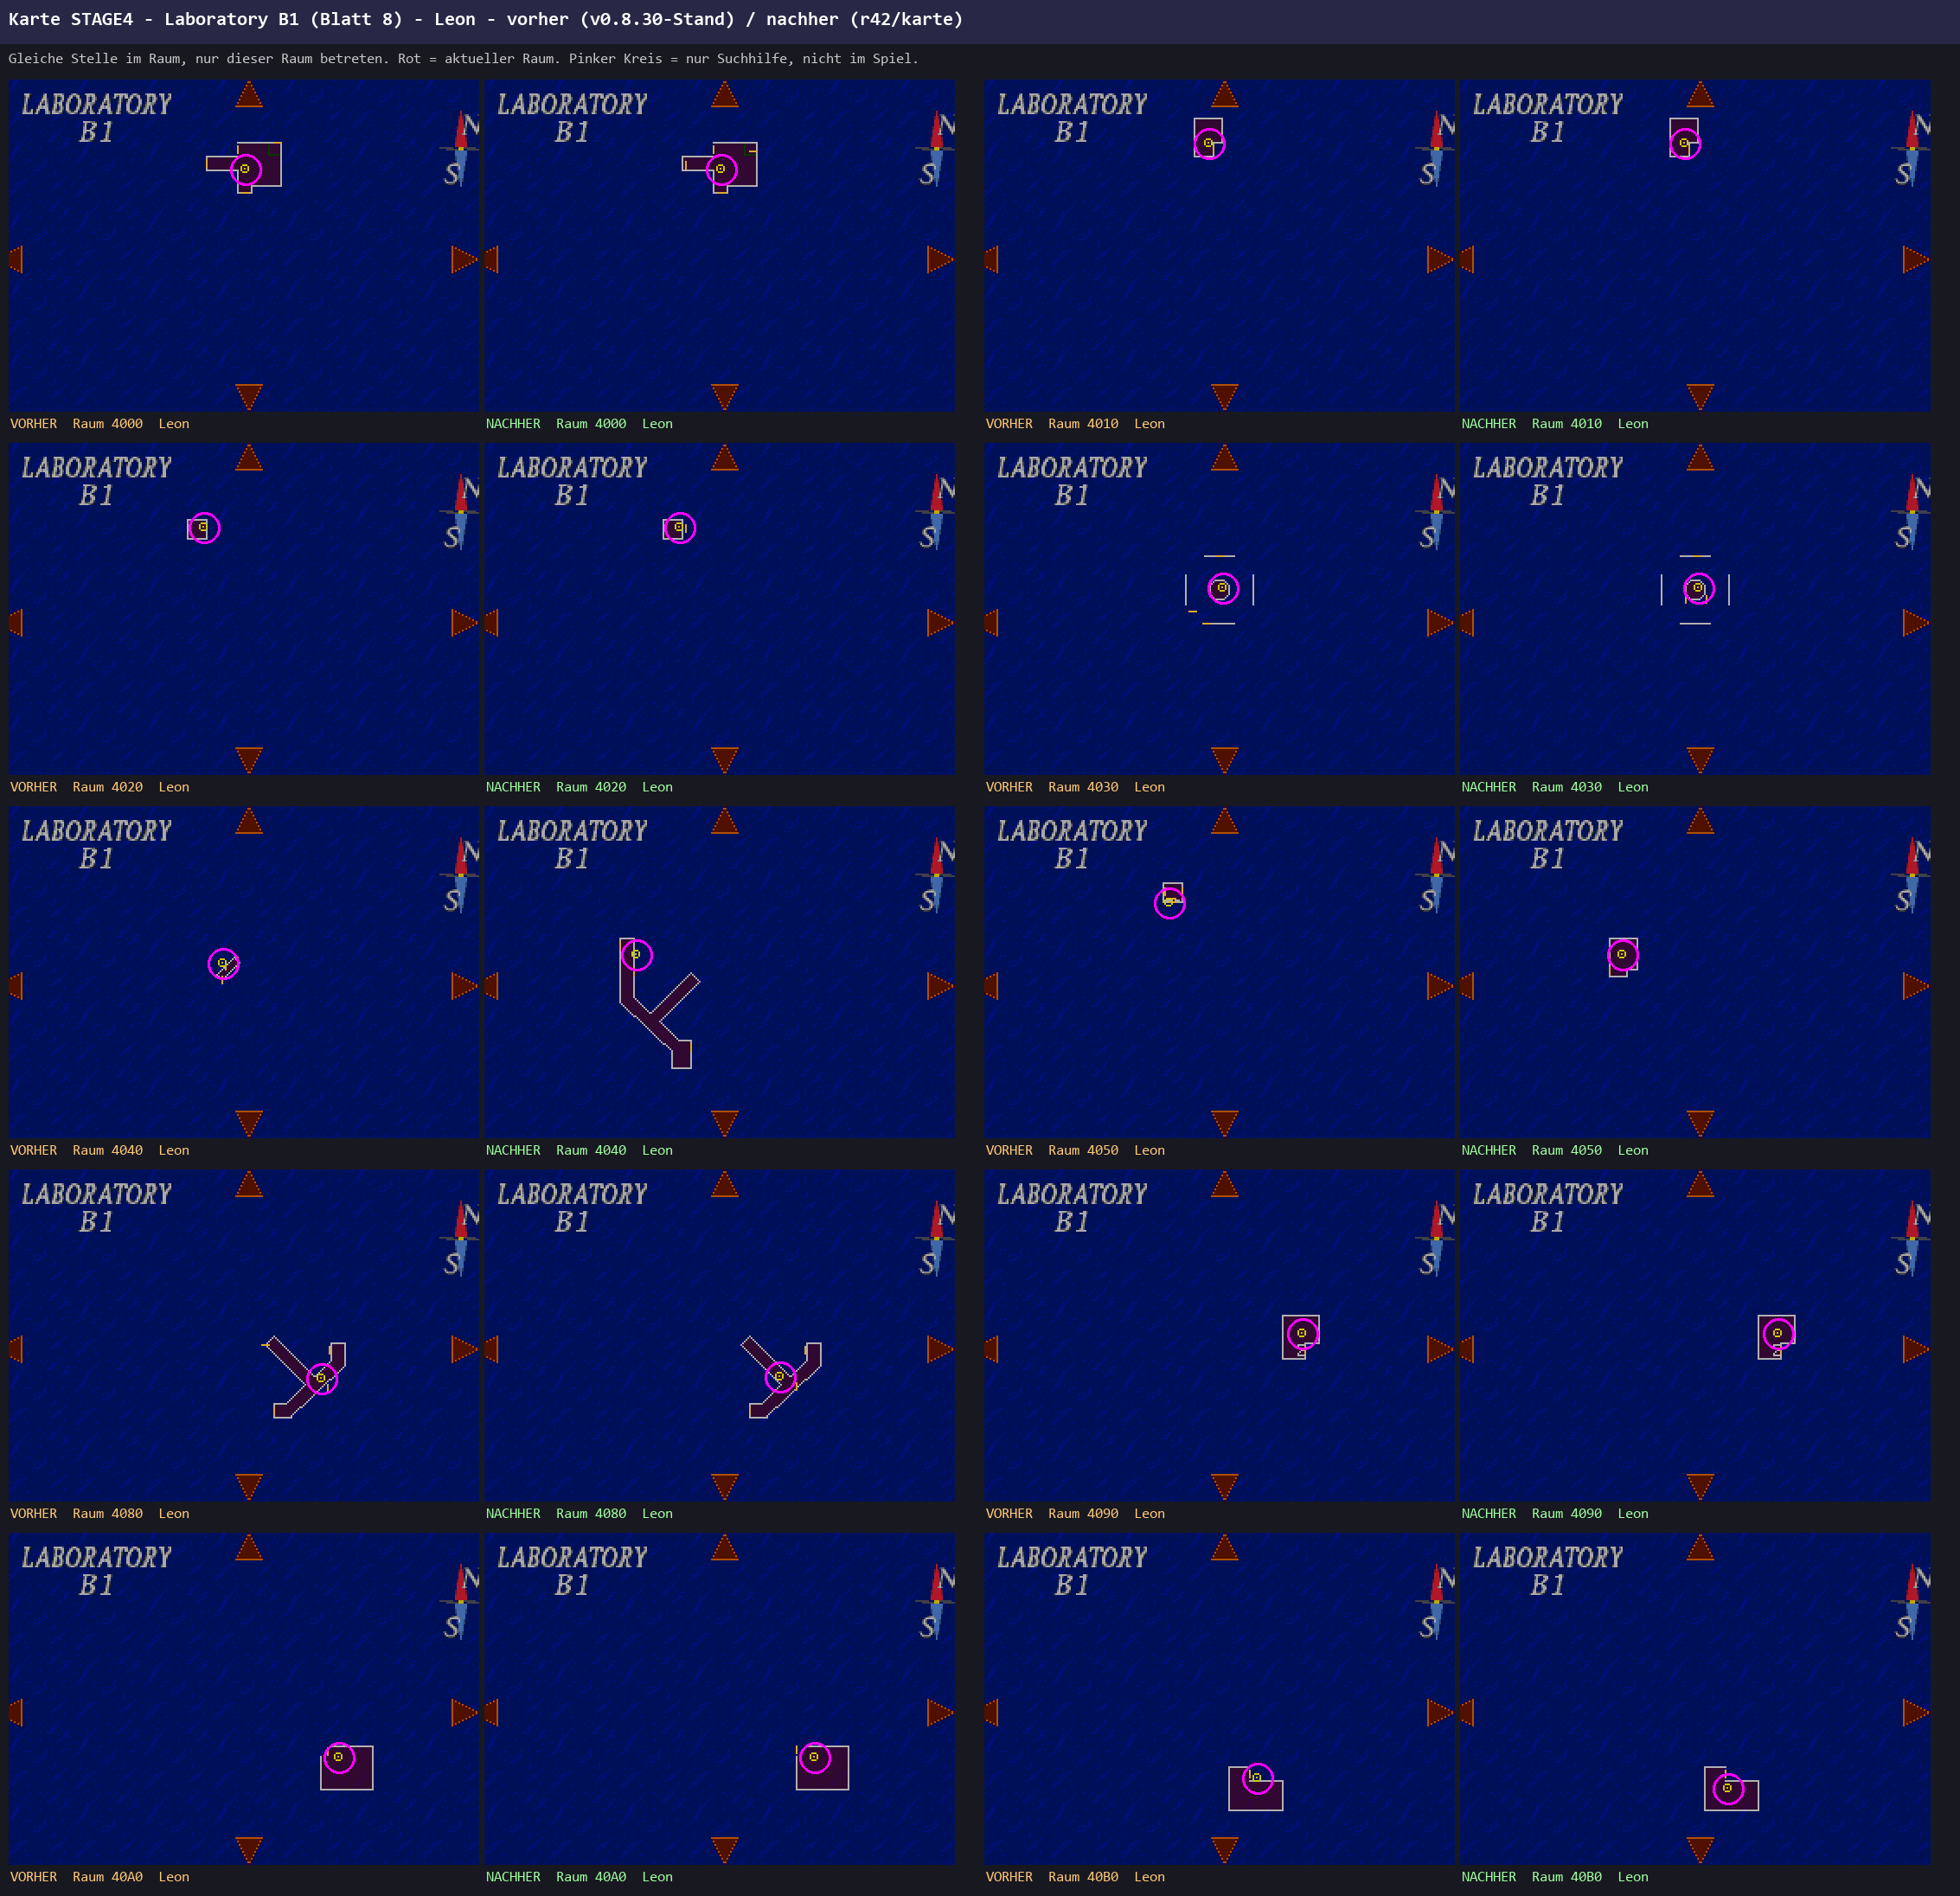 Karte STAGE4 - Laboratory B1 (Blatt 8) - Leon - vorher (v0.8.30-Stand) / nachher (r42/karte)
Gleiche Stelle im Raum, nur dieser Raum betreten. Rot = aktueller Raum. Pinker Kreis = nur Suchhilfe, nicht im Spiel.
LABORATORY B1 N S
LABORATORY B1 N S
LABORATORY B1 N S
LABORATORY B1 N S
VORHER Raum 4000 Leon
NACHHER Raum 4000 Leon
VORHER Raum 4010 Leon
NACHHER Raum 4010 Leon
LABORATORY B1 N S
LABORATORY B1 N S
LABORATORY B1 N S
LABORATORY B1 N S
VORHER Raum 4020 Leon
NACHHER Raum 4020 Leon
VORHER Raum 4030 Leon
NACHHER Raum 4030 Leon
LABORATORY B1 N S
LABORATORY B1 N S
LABORATORY B1 N S
LABORATORY B1 N S
VORHER Raum 4040 Leon
NACHHER Raum 4040 Leon
VORHER Raum 4050 Leon
NACHHER Raum 4050 Leon
LABORATORY B1 N S
LABORATORY B1 N S
LABORATORY B1 N S
LABORATORY B1 N S
VORHER Raum 4080 Leon
NACHHER Raum 4080 Leon
VORHER Raum 4090 Leon
NACHHER Raum 4090 Leon
LABORATORY B1 N S
LABORATORY B1 N S
LABORATORY B1 N S
LABORATORY B1 N S
VORHER Raum 40A0 Leon
NACHHER Raum 40A0 Leon
VORHER Raum 40B0 Leon
NACHHER Raum 40B0 Leon